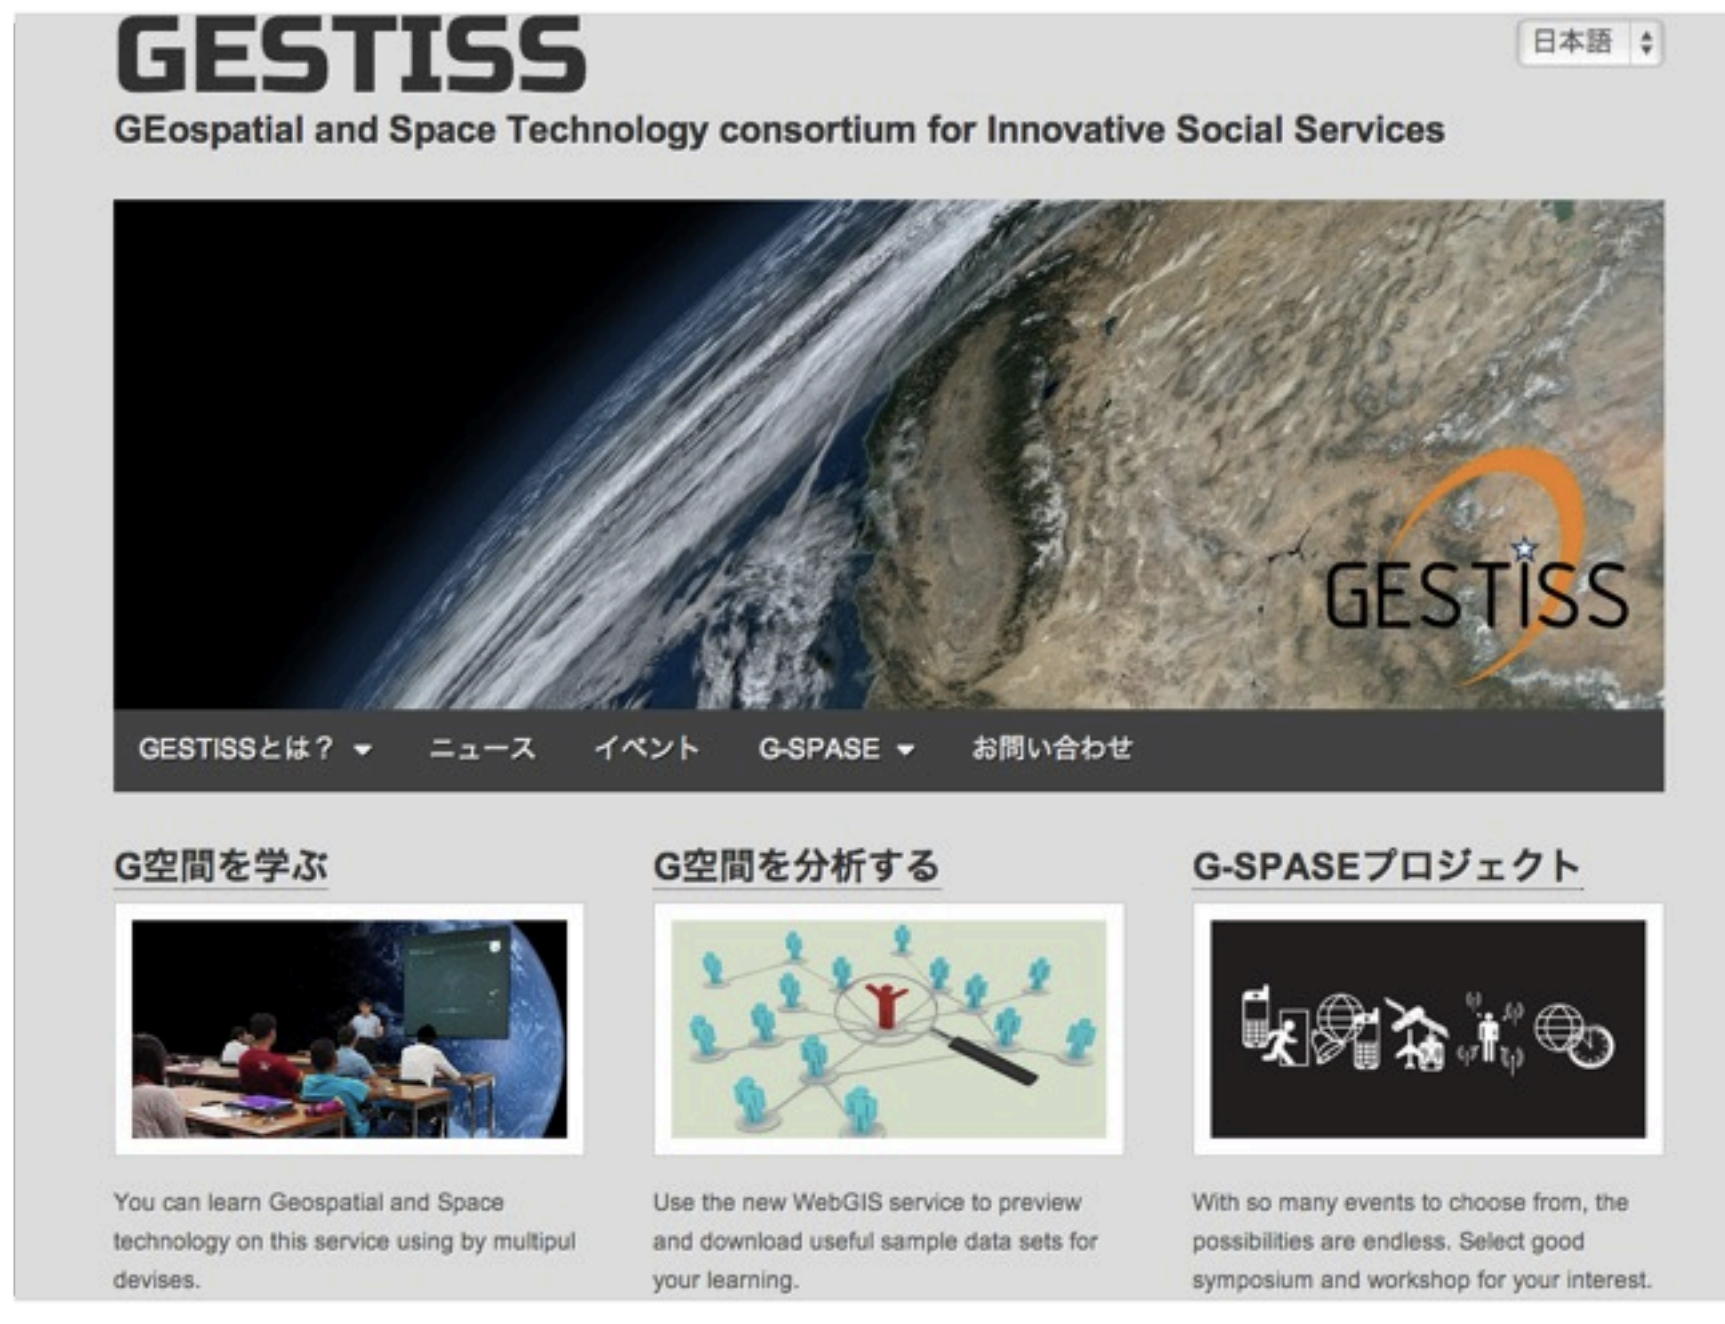 GESTISS
日本語
GEospatial and Space Technology consortium for Innovative Social Services
GESTISS
GESTISSとは？
ニュース
イベント
G-SPASE
お問い合わせ
G空間を学ぶ
You can learn Geospatial and Space
technology on this service using by multipul
devises.
G空間を分析する
Use the new WebGIS service to preview
and download useful sample data sets for
your learning.
G-SPASEプロジェクト
With so many events to choose from, the
possibilities are endless. Select good
symposium and workshop for your interest.